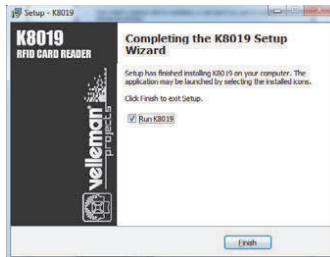 Setup - K8019
K8019
RFID CARD READER
velleman
projects
Completing the K8019 Setup
Wizard
Setup has finished installing K8019 on your computer. The
application may be launched by selecting the installed icons.
Click Finish to exit Setup.
Run K8019
Finish